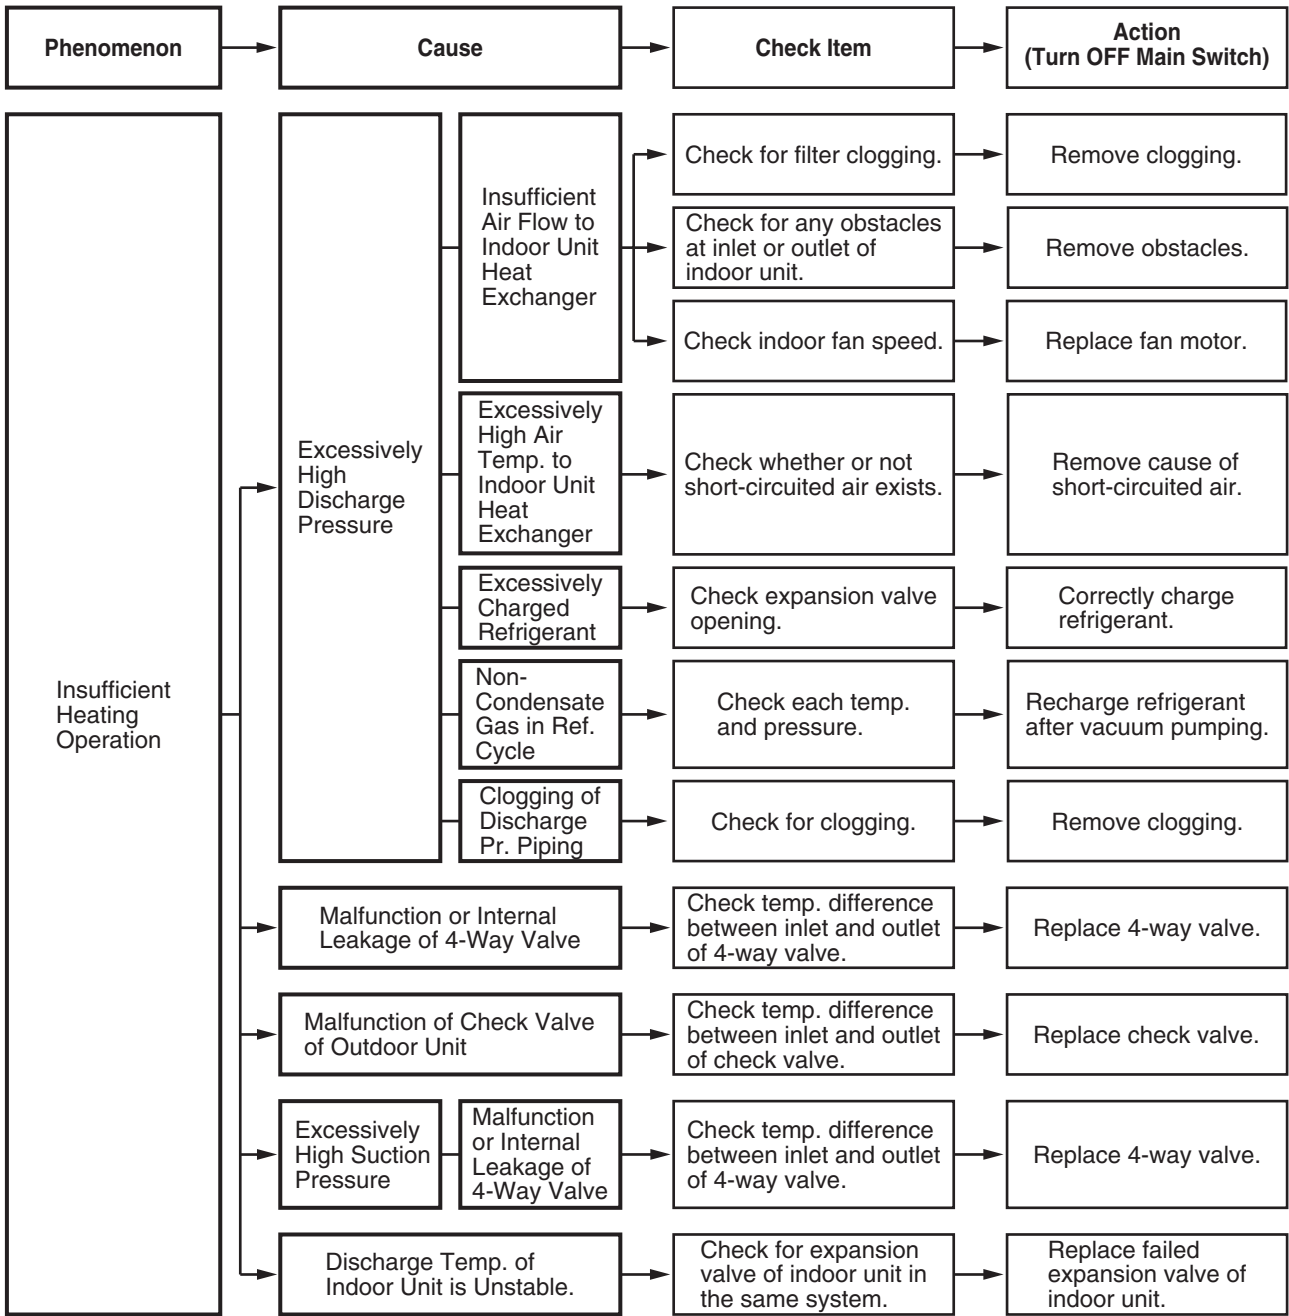 Phenomenon
Cause
Check Item
Action
(Turn OFF Main Switch)
Insufficient
Heating
Operation
Excessively
High
Discharge
Pressure
Insufficient
Air Flow to
Indoor Unit
Heat
Exchanger
Check for filter clogging.
Remove clogging.
Check for any obstacles
at inlet or outlet of
indoor unit.
Remove obstacles.
Check indoor fan speed.
Replace fan motor.
Excessively
High Air
Temp. to
Indoor Unit
Heat
Exchanger
Check whether or not
short-circuited air exists.
Remove cause of
short-circuited air.
Excessively
Charged
Refrigerant
Check expansion valve
opening.
Correctly charge
refrigerant.
Non-
Condensate
Gas in Ref.
Cycle
Check each temp.
and pressure.
Recharge refrigerant
after vacuum pumping.
Clogging of
Discharge
Pr. Piping
Check for clogging.
Remove clogging.
Malfunction or Internal
Leakage of 4-Way Valve
Check temp. difference
between inlet and outlet
of 4-way valve.
Replace 4-way valve.
Malfunction of Check Valve
of Outdoor Unit
Check temp. difference
between inlet and outlet
of check valve.
Replace check valve.
Excessively
High Suction
Pressure
Malfunction
or Internal
Leakage of
4-Way Valve
Check temp. difference
between inlet and outlet
of 4-way valve.
Replace 4-way valve.
Discharge Temp. of
Indoor Unit is Unstable.
Check for expansion
valve of indoor unit in
the same system.
Replace failed
expansion valve of
indoor unit.